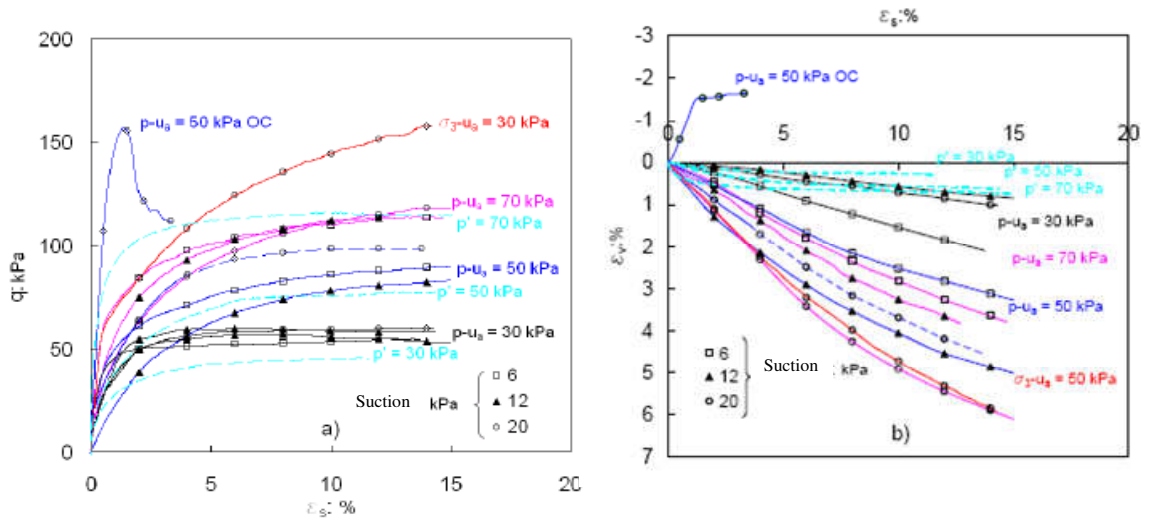 200
150
100
50
0
q: kPa
p-uₐ = 50 kPa OC
σ₃-uₐ = 30 kPa
p-uₐ = 70 kPa
p' = 70 kPa
p-uₐ = 50 kPa
p' = 50 kPa
p-uₐ = 30 kPa
p' = 30 kPa
Suction kPa
6
12
20
a)
0 5 10 15 20
εₛ: %
εₛ: %
-3
-2
-1
0
1
2
3
4
5
6
7
εᵥ: %
p-uₐ = 50 kPa OC
0 5 10 15 20
p' = 30 kPa
p' = 50 kPa
p' = 70 kPa
p-uₐ = 30 kPa
p-uₐ = 70 kPa
p-uₐ = 50 kPa
σ₃-uₐ = 50 kPa
6
12
20
Suction : kPa
b)